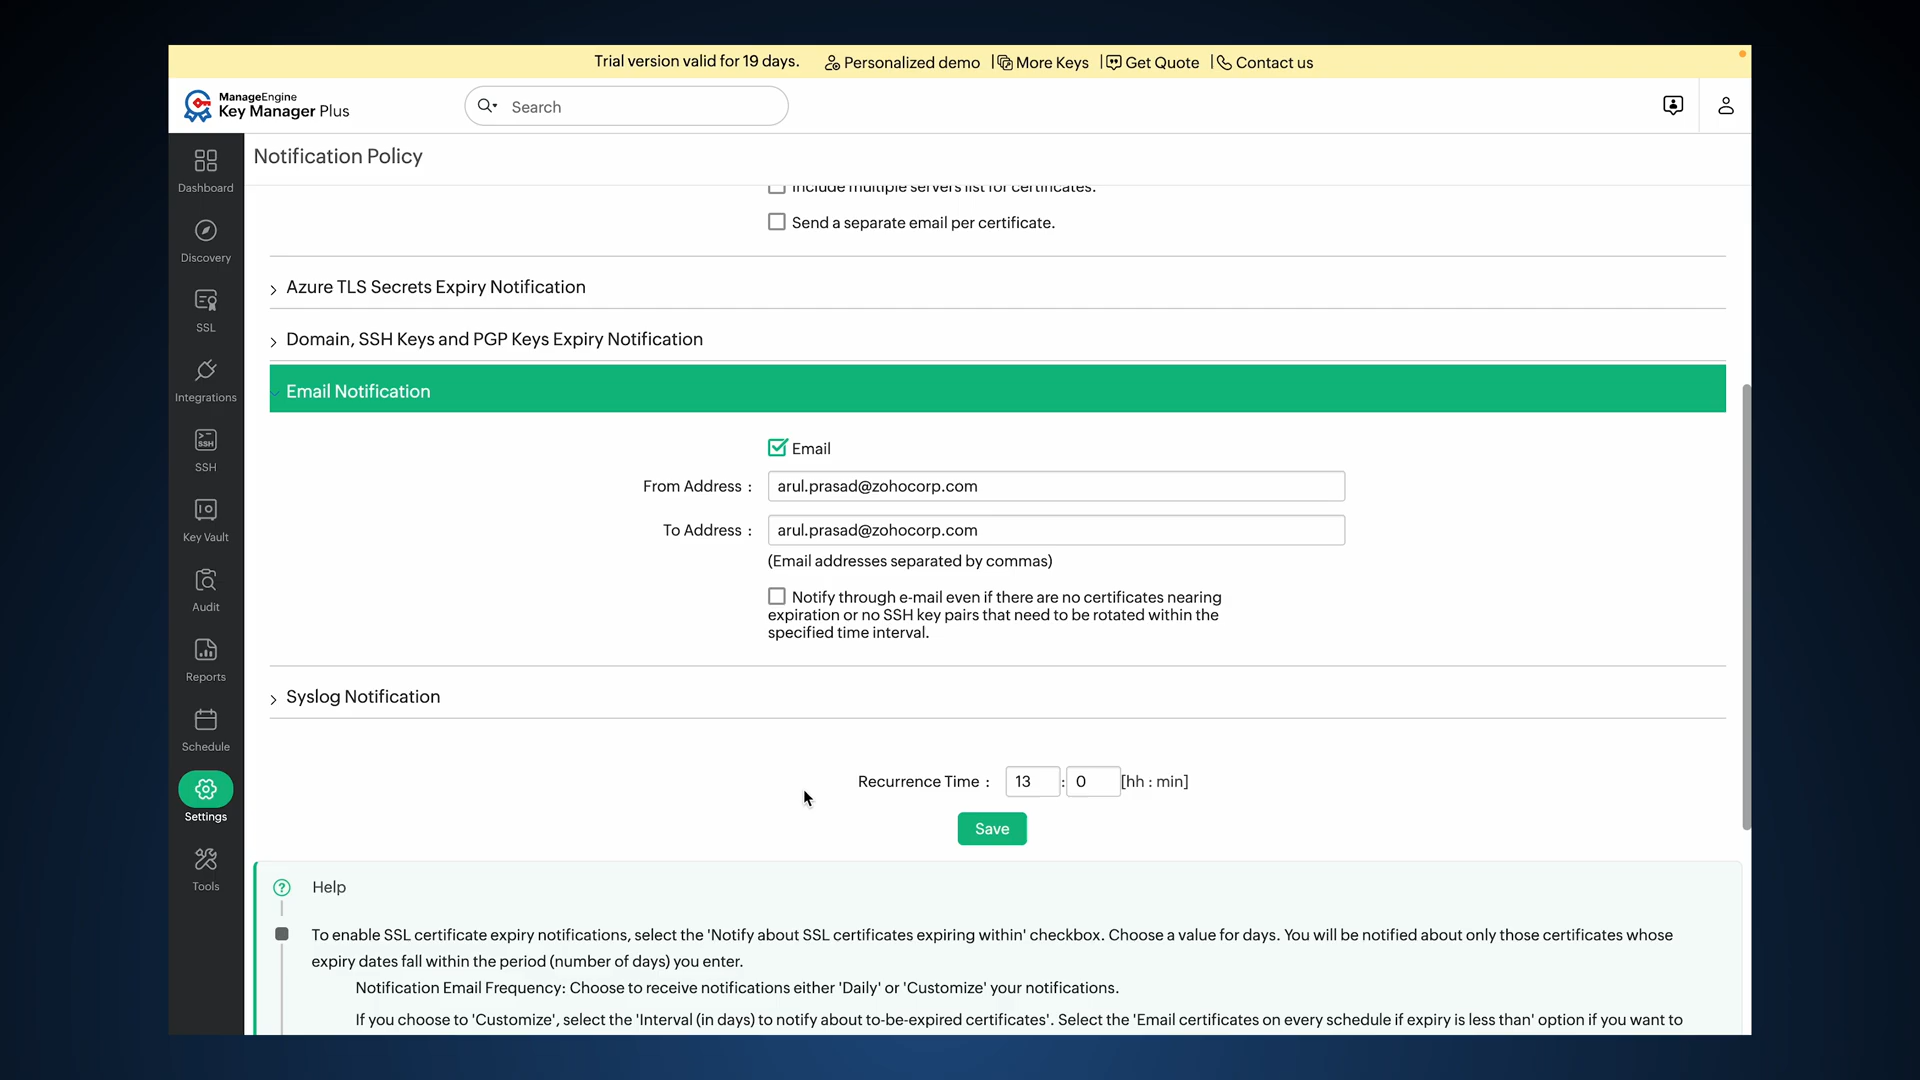 Trial version valid for 19 days. Personalized demo | More Keys | Get Quote | Contact us
ManageEngine
Key Manager Plus
Search
Notification Policy
Dashboard
Discovery
SSL
Integrations
SSH
SSH
Key Vault
Audit
Reports
Schedule
Settings
Tools
Include multiple servers list for certificates.
Send a separate email per certificate.
Azure TLS Secrets Expiry Notification
Domain, SSH Keys and PGP Keys Expiry Notification
Email Notification
Email
From Address : arul.prasad@zohocorp.com
To Address : arul.prasad@zohocorp.com
(Email addresses separated by commas)
Notify through e-mail even if there are no certificates nearing
expiration or no SSH key pairs that need to be rotated within the
specified time interval.
Syslog Notification
Recurrence Time : 13 : 0 [hh : min]
Save
Help
To enable SSL certificate expiry notifications, select the 'Notify about SSL certificates expiring within' checkbox. Choose a value for days. You will be notified about only those certificates whose
expiry dates fall within the period (number of days) you enter.
Notification Email Frequency: Choose to receive notifications either 'Daily' or 'Customize' your notifications.
If you choose to 'Customize', select the 'Interval (in days) to notify about to-be-expired certificates'. Select the 'Email certificates on every schedule if expiry is less than' option if you want to